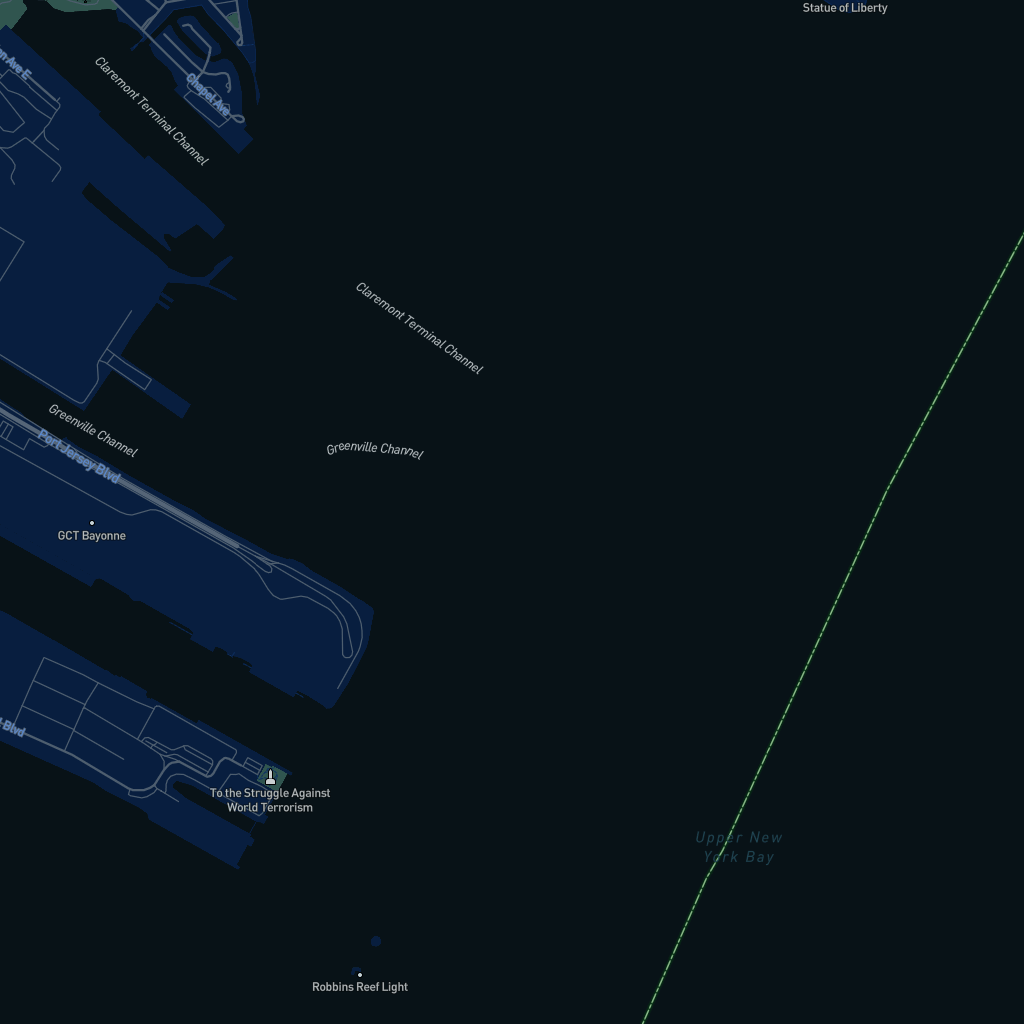 Statue of Liberty
Claremont Terminal Channel
Chapel Ave
Claremont Terminal Channel
Greenville Channel
Greenville Channel
Port Jersey Blvd
GCT Bayonne
Blvd
To the Struggle Against
World Terrorism
Upper New
York Bay
Robbins Reef Light